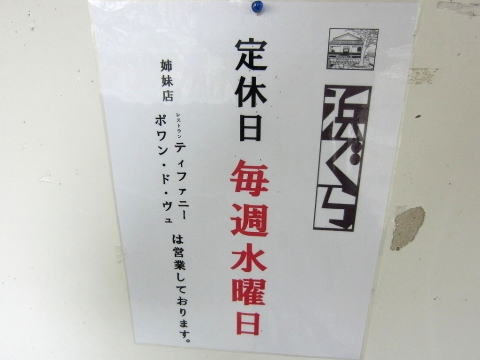 浜ぐら
定休日 毎週水曜日
姉妹店 レストラン ティファニー
ポワン・ド・ヴュ は営業しております。